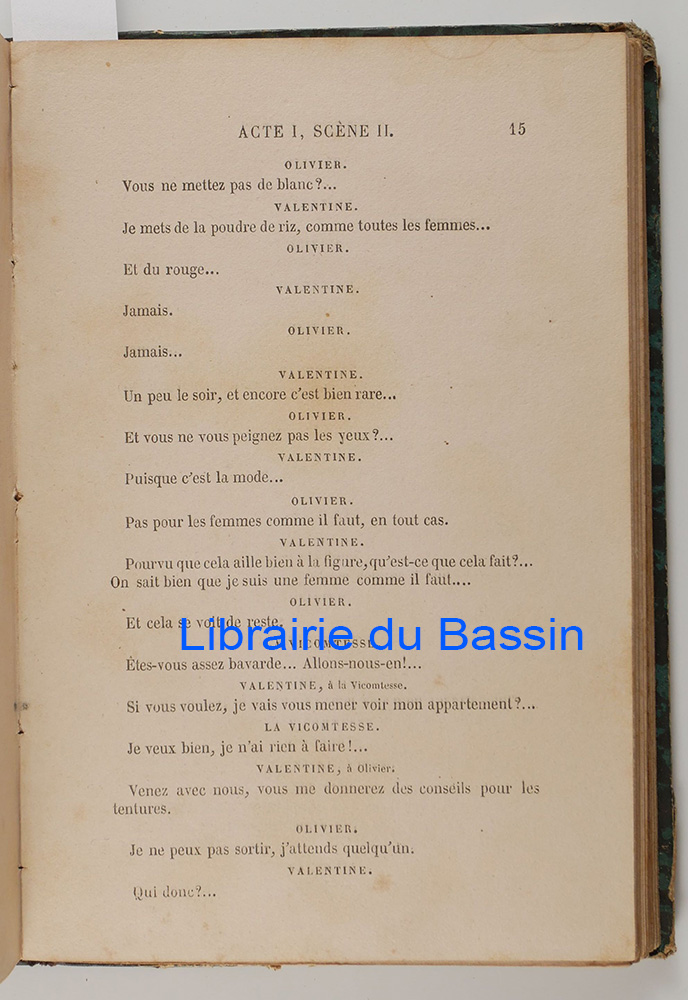 ACTE I, SCÈNE II. 15
OLIVIER.
Vous ne mettez pas de blanc?...
VALENTINE.
Je mets de la poudre de riz, comme toutes les femmes...
OLIVIER.
Et du rouge...
VALENTINE.
Jamais.
OLIVIER.
Jamais...
VALENTINE.
Un peu le soir, et encore c'est bien rare...
OLIVIER.
Et vous ne vous peignez pas les yeux?...
VALENTINE.
Puisque c'est la mode...
OLIVIER.
Pas pour les femmes comme il faut, en tout cas.
VALENTINE.
Pourvu que cela aille bien à la figure, qu'est-ce que cela fait?...
On sait bien que je suis une femme comme il faut....
OLIVIER.
Et cela se voit de reste.
Librairie du Bassin
VICOMTESSE.
Êtes-vous assez bavarde... Allons-nous-en!...
VALENTINE, à la Vicomtesse.
Si vous voulez, je vais vous mener voir mon appartement?...
LA VICOMTESSE.
Je veux bien, je n'ai rien à faire!...
VALENTINE, à Olivier.
Venez avec nous, vous me donnerez des conseils pour les
tentures.
OLIVIER.
Je ne peux pas sortir, j'attends quelqu'un.
VALENTINE.
Qui donc?...